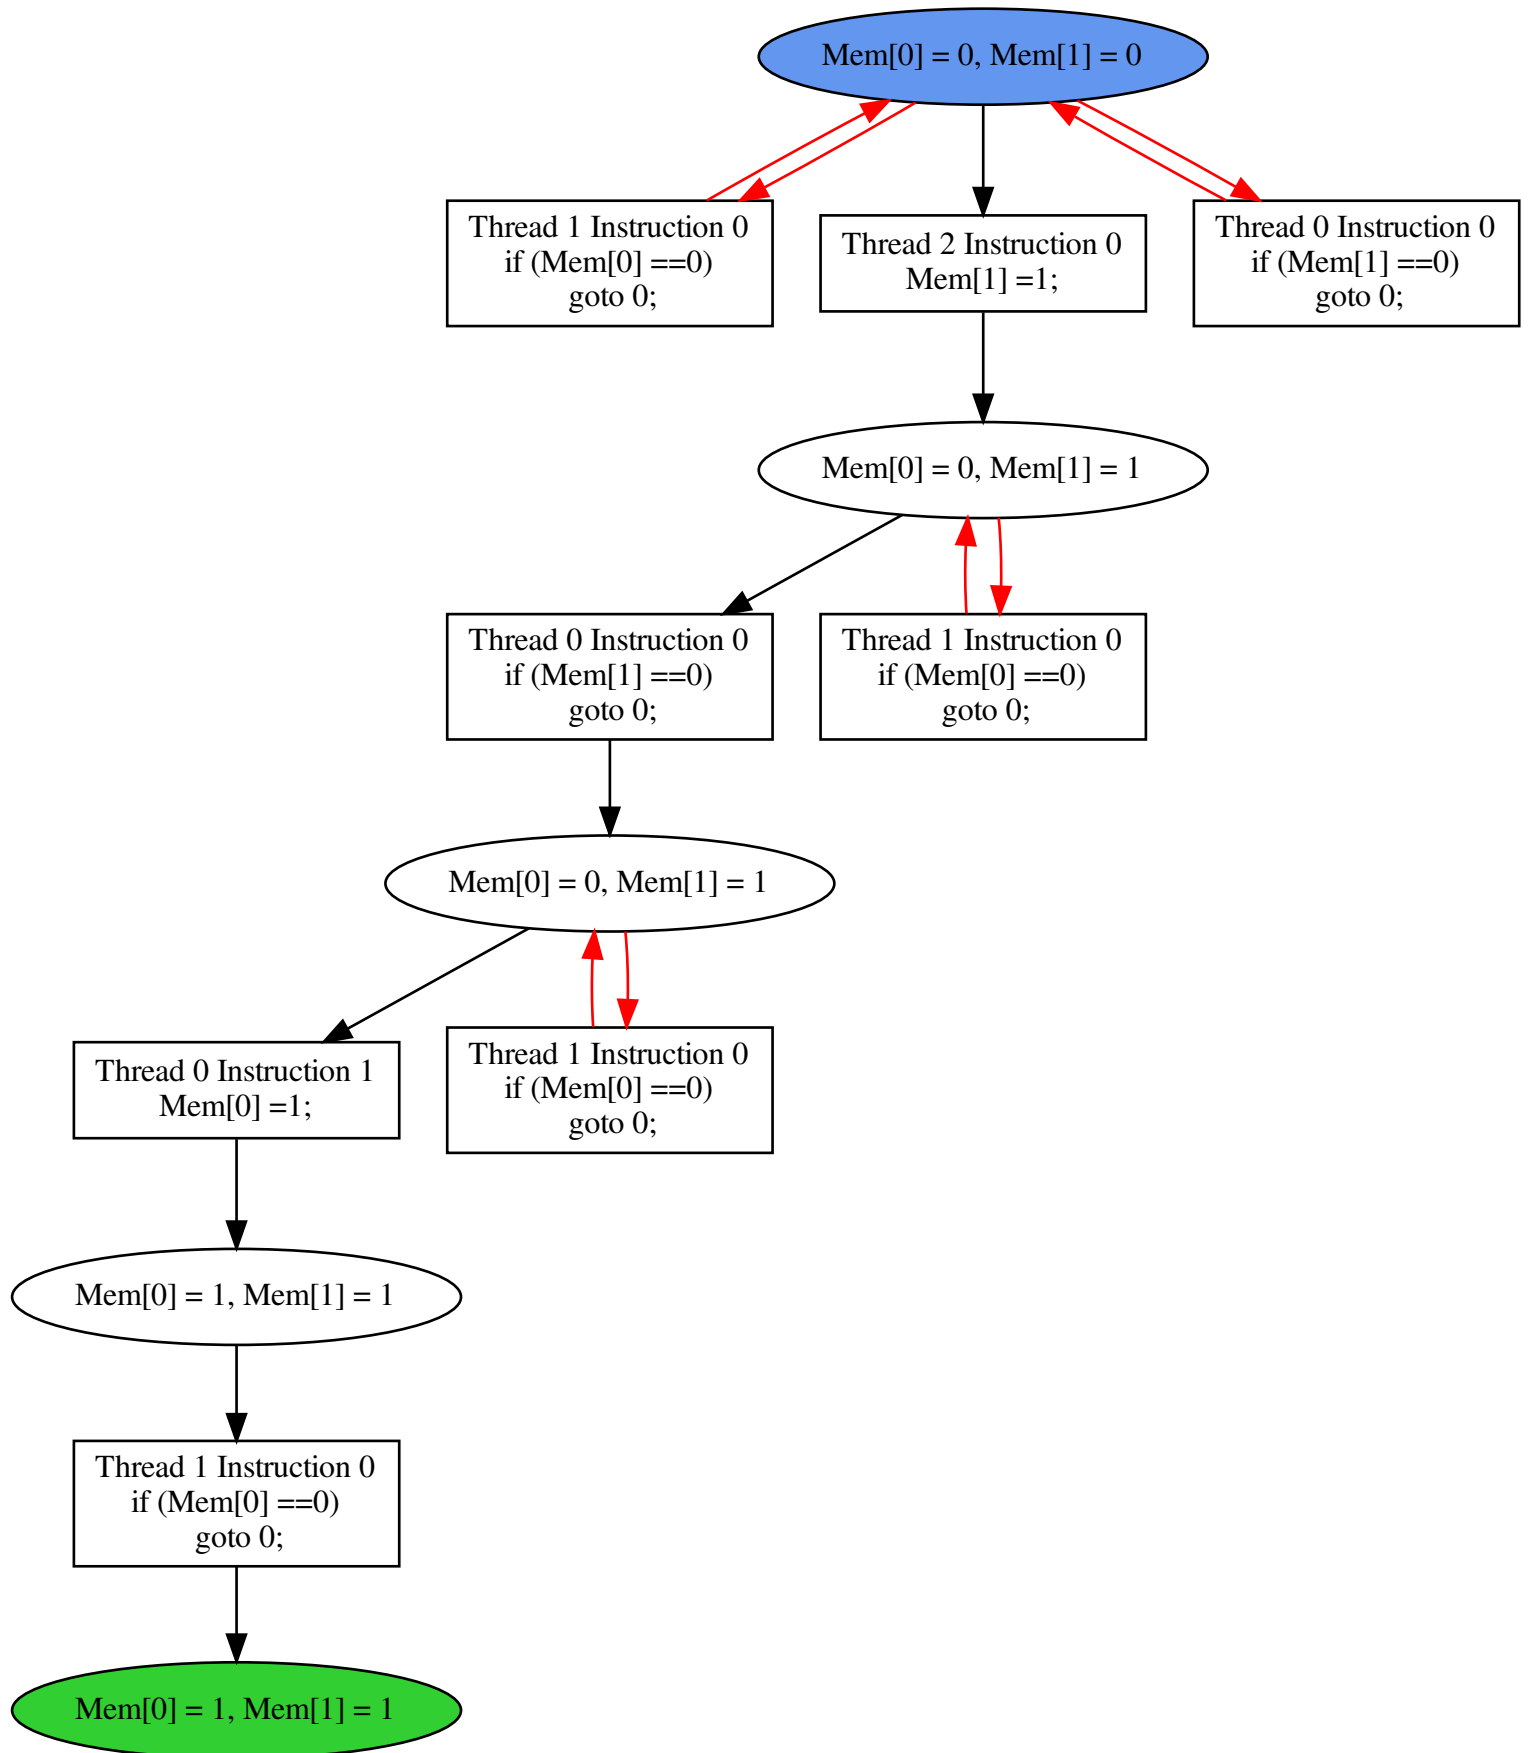 Mem[0] = 0, Mem[1] = 0
Thread 1 Instruction 0
if (Mem[0] ==0)
goto 0;
Thread 2 Instruction 0
Mem[1] =1;
Thread 0 Instruction 0
if (Mem[1] ==0)
goto 0;
Mem[0] = 0, Mem[1] = 1
Thread 0 Instruction 0
if (Mem[1] ==0)
goto 0;
Thread 1 Instruction 0
if (Mem[0] ==0)
goto 0;
Mem[0] = 0, Mem[1] = 1
Thread 0 Instruction 1
Mem[0] =1;
Thread 1 Instruction 0
if (Mem[0] ==0)
goto 0;
Mem[0] = 1, Mem[1] = 1
Thread 1 Instruction 0
if (Mem[0] ==0)
goto 0;
Mem[0] = 1, Mem[1] = 1